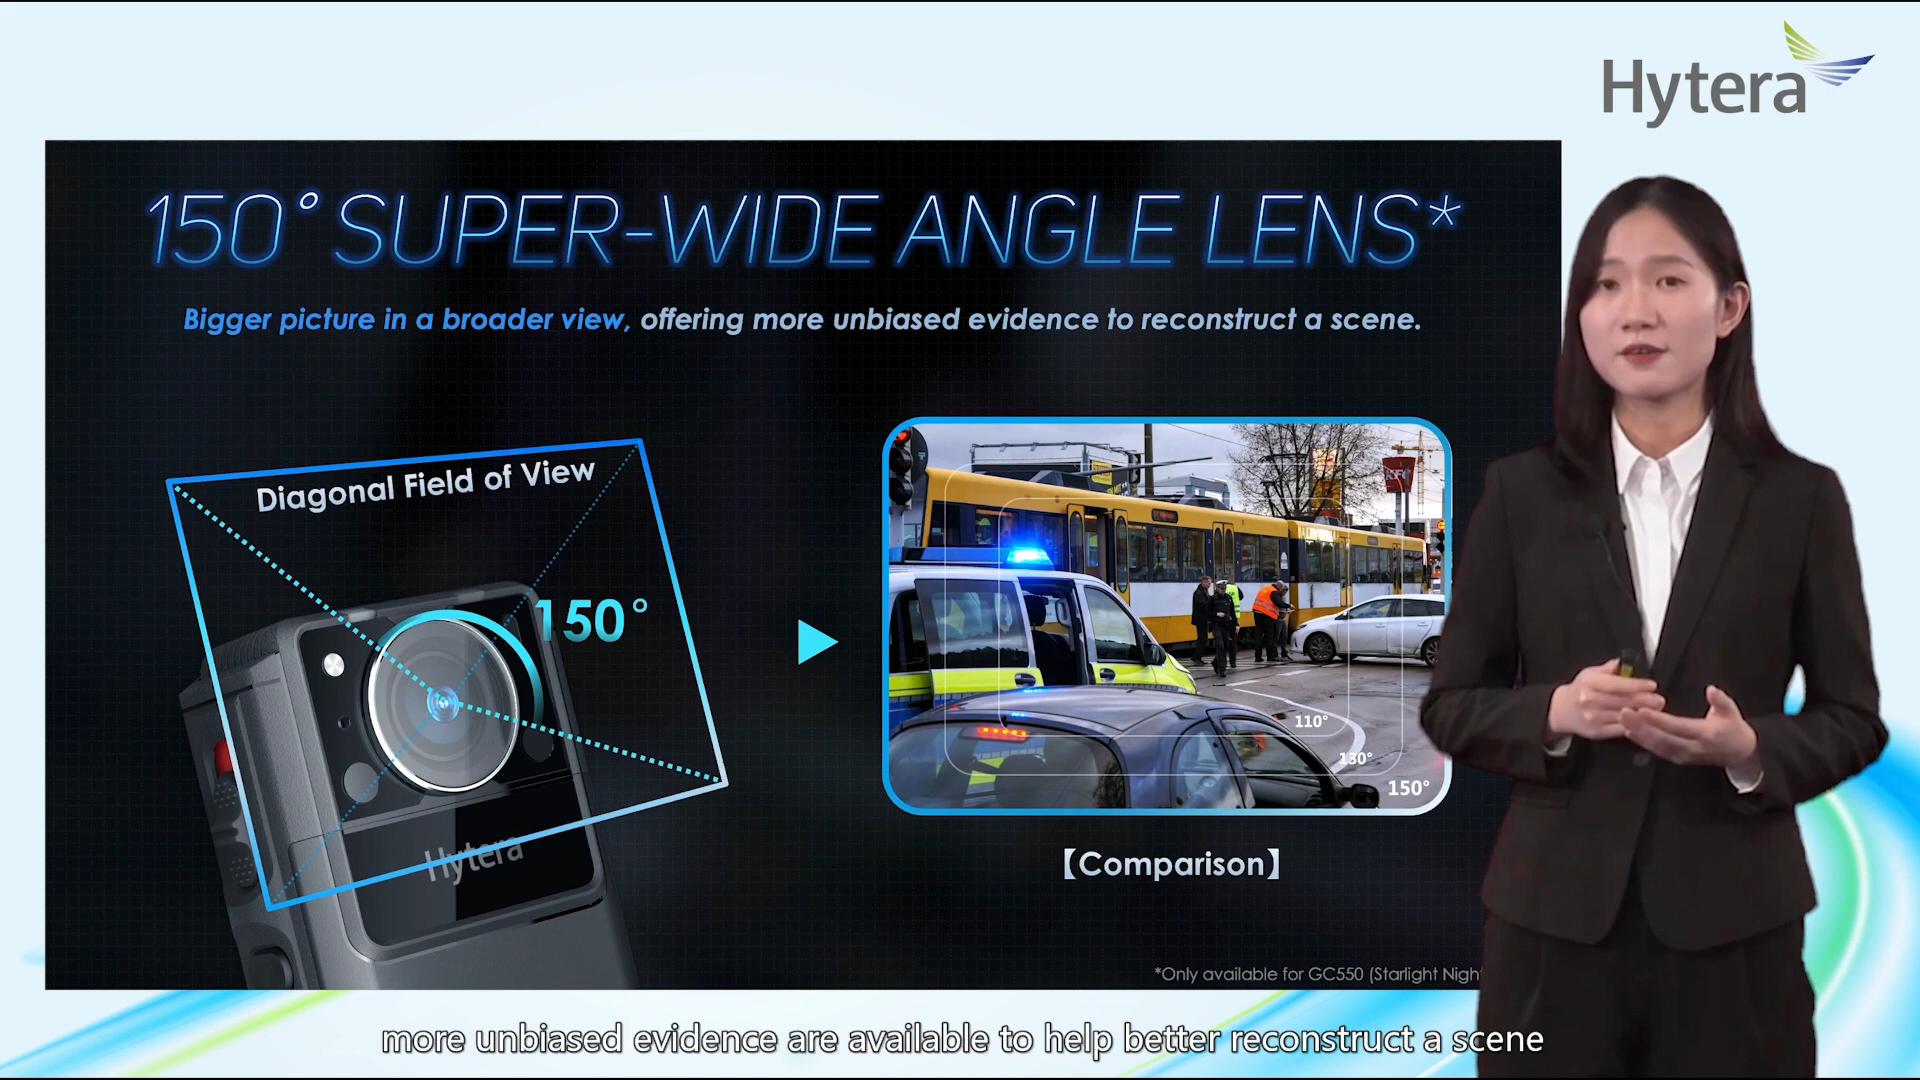 Hytera
150° SUPER-WIDE ANGLE LENS*
Bigger picture in a broader view, offering more unbiased evidence to reconstruct a scene.
Diagonal Field of View
150°
Hytera
110°
130°
150°
【Comparison】
*Only available for GC550 (Starlight
more unbiased evidence are available to help better reconstruct a scene